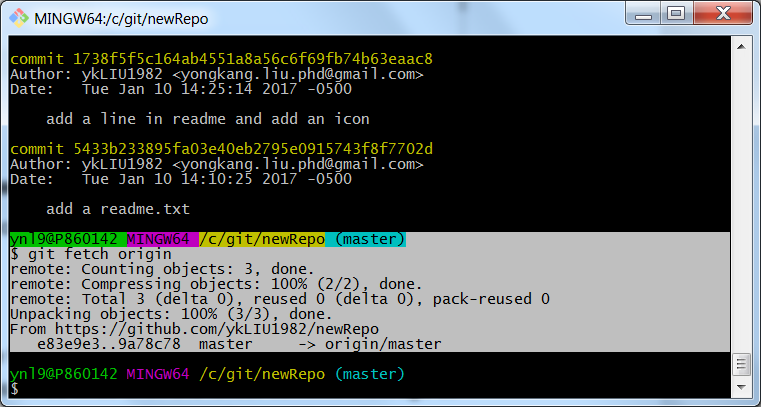 MINGW64:/c/git/newRepo
commit 1738f5f5c164ab4551a8a56c6f69fb74b63eaac8
Author: ykLIU1982 <yongkang.liu.phd@gmail.com>
Date:   Tue Jan 10 14:25:14 2017 -0500
    add a line in readme and add an icon
commit 5433b233895fa03e40eb2795e0915743f8f7702d
Author: ykLIU1982 <yongkang.liu.phd@gmail.com>
Date:   Tue Jan 10 14:10:25 2017 -0500
    add a readme.txt
ynl9@P860142 MINGW64 /c/git/newRepo (master)
$ git fetch origin
remote: Counting objects: 3, done.
remote: Compressing objects: 100% (2/2), done.
remote: Total 3 (delta 0), reused 0 (delta 0), pack-reused 0
Unpacking objects: 100% (3/3), done.
From https://github.com/ykLIU1982/newRepo
   e83e9e3..9a78c78  master     -> origin/master
ynl9@P860142 MINGW64 /c/git/newRepo (master)
$